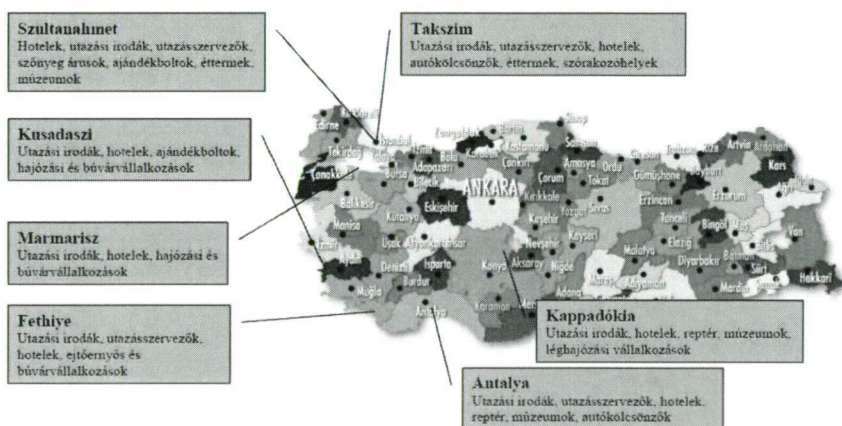 Szultanahmet
Hotelek, utazási irodák, utazásszervezők,
szőnyeg árusok, ajándékboltok, éttermek,
múzeumok
Takszim
Utazási irodák, utazásszervezők, hotelek,
autókölcsönzők, éttermek, szórakozóhelyek
Kusadaszi
Utazási irodák, hotelek, ajándékboltok,
hajózási és búvárvállalkozások
Marmarisz
Utazási irodák, hotelek, hajózási és
búvárvállalkozások
Fethiye
Utazási irodák, utazásszervezők,
hotelek, ejtőernyős és
búvárvállalkozások
Kappadókia
Utazási irodák, hotelek, reptér, múzeumok,
léghajózási vállalkozások
Antalya
Utazási irodák, utazásszervezők, hotelek,
reptér, múzeumok, autókölcsönzők
Edirne
Tekirdağ
İstanbul
Adapazarı
Bolu
Zonguldak
Bartın
Karabük
Kastamonu
Sinop
Samsun
Çankırı
Çorum
Amasya
Tokat
Ordu
Giresun
Trabzon
Rize
Artvin
Ardahan
Kars
Gümüşhane
Bayburt
Erzurum
Erzincan
Çanakkale
Balıkesir
Bursa
Bilecik
Eskişehir
ANKARA
Kırıkkale
Yozgat
Sivas
Tunceli
Bingöl
Muş
Bitlis
Van
Manisa
İzmir
Kütahya
Uşak
Afyonkarahisar
Kırşehir
Nevşehir
Kayseri
Malatya
Elazığ
Diyarbakır
Batman
Siirt
Hakkari
Aydın
Denizli
Isparta
Burdur
Muğla
Antalya
Konya
Aksaray
Niğde
Karaman
Adana
Adıyaman
Mardin